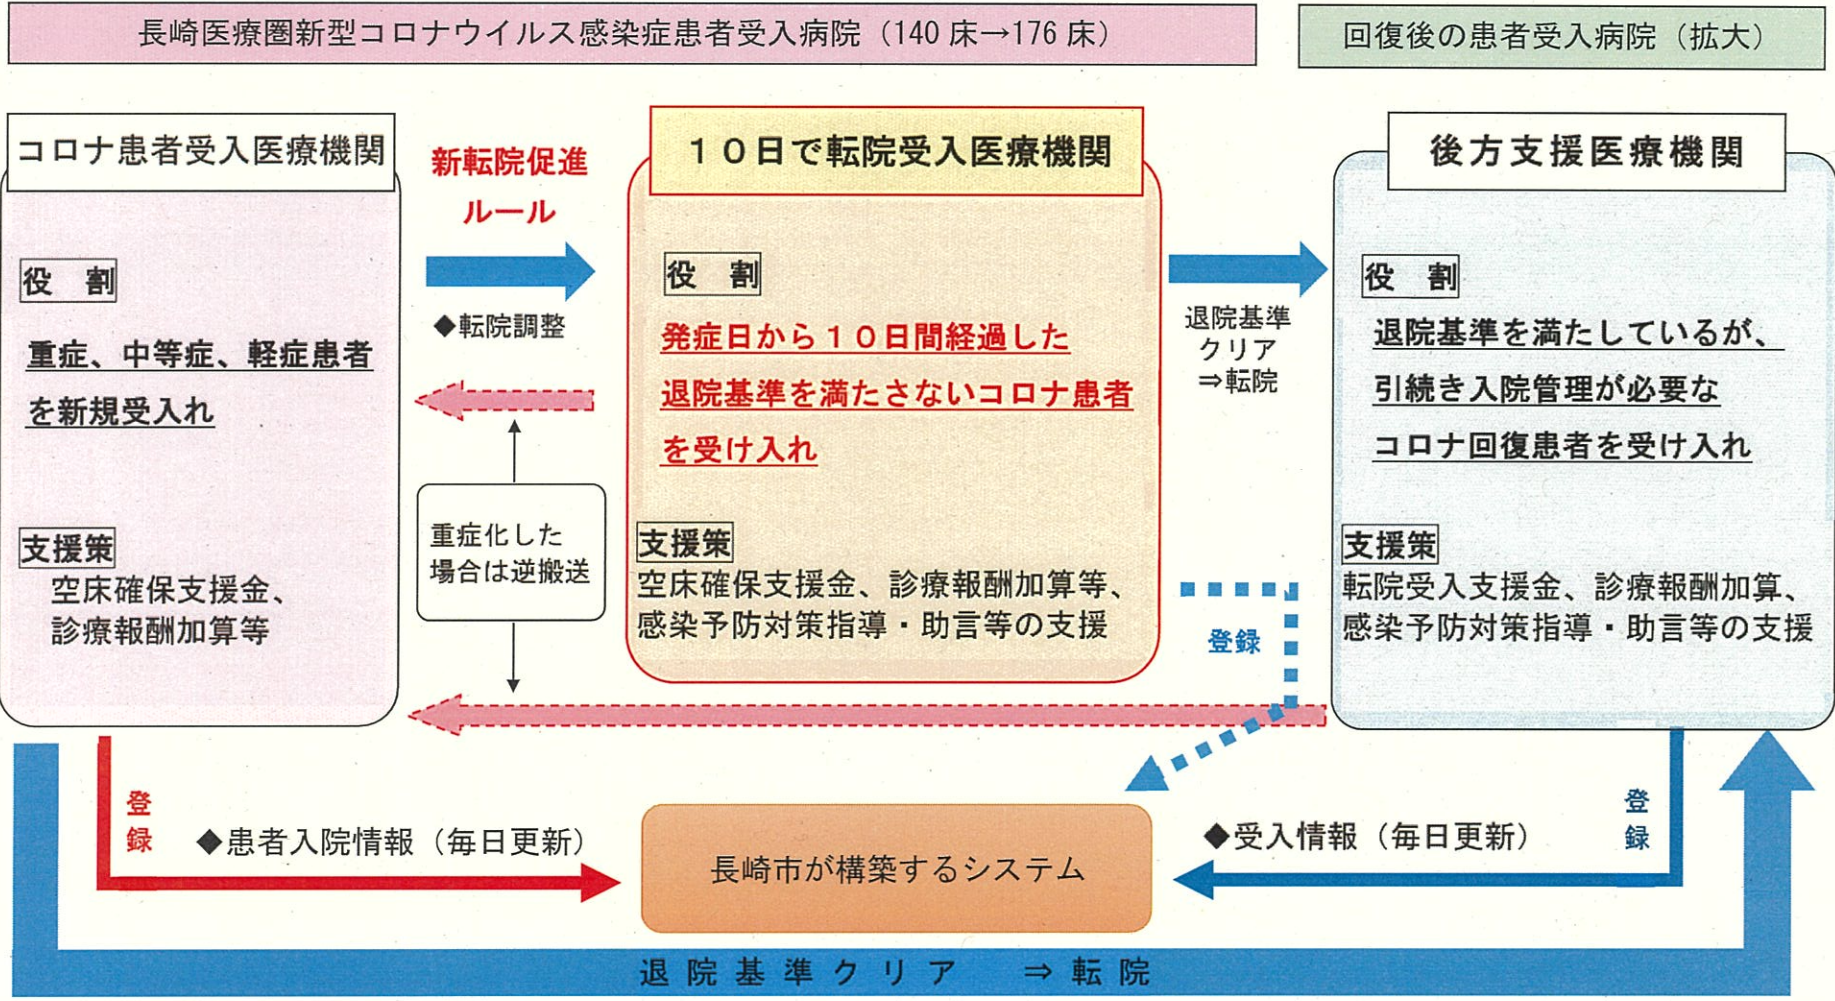 長崎医療圏新型コロナウイルス感染症患者受入病院（140 床→176 床）
回復後の患者受入病院（拡大）
コロナ患者受入医療機関
役　割
重症、中等症、軽症患者
を新規受入れ
支援策
空床確保支援金、
診療報酬加算等
新転院促進
ルール
◆転院調整
重症化した
場合は逆搬送
１０日で転院受入医療機関
役　割
発症日から１０日間経過した
退院基準を満たさないコロナ患者
を受け入れ
支援策
空床確保支援金、診療報酬加算等、
感染予防対策指導・助言等の支援
退院基準
クリア
⇒転院
登録
後方支援医療機関
役　割
退院基準を満たしているが、
引続き入院管理が必要な
コロナ回復患者を受け入れ
支援策
転院受入支援金、診療報酬加算、
感染予防対策指導・助言等の支援
登
録
◆患者入院情報（毎日更新）
長崎市が構築するシステム
◆受入情報（毎日更新）
登
録
退院基準クリア　⇒転院